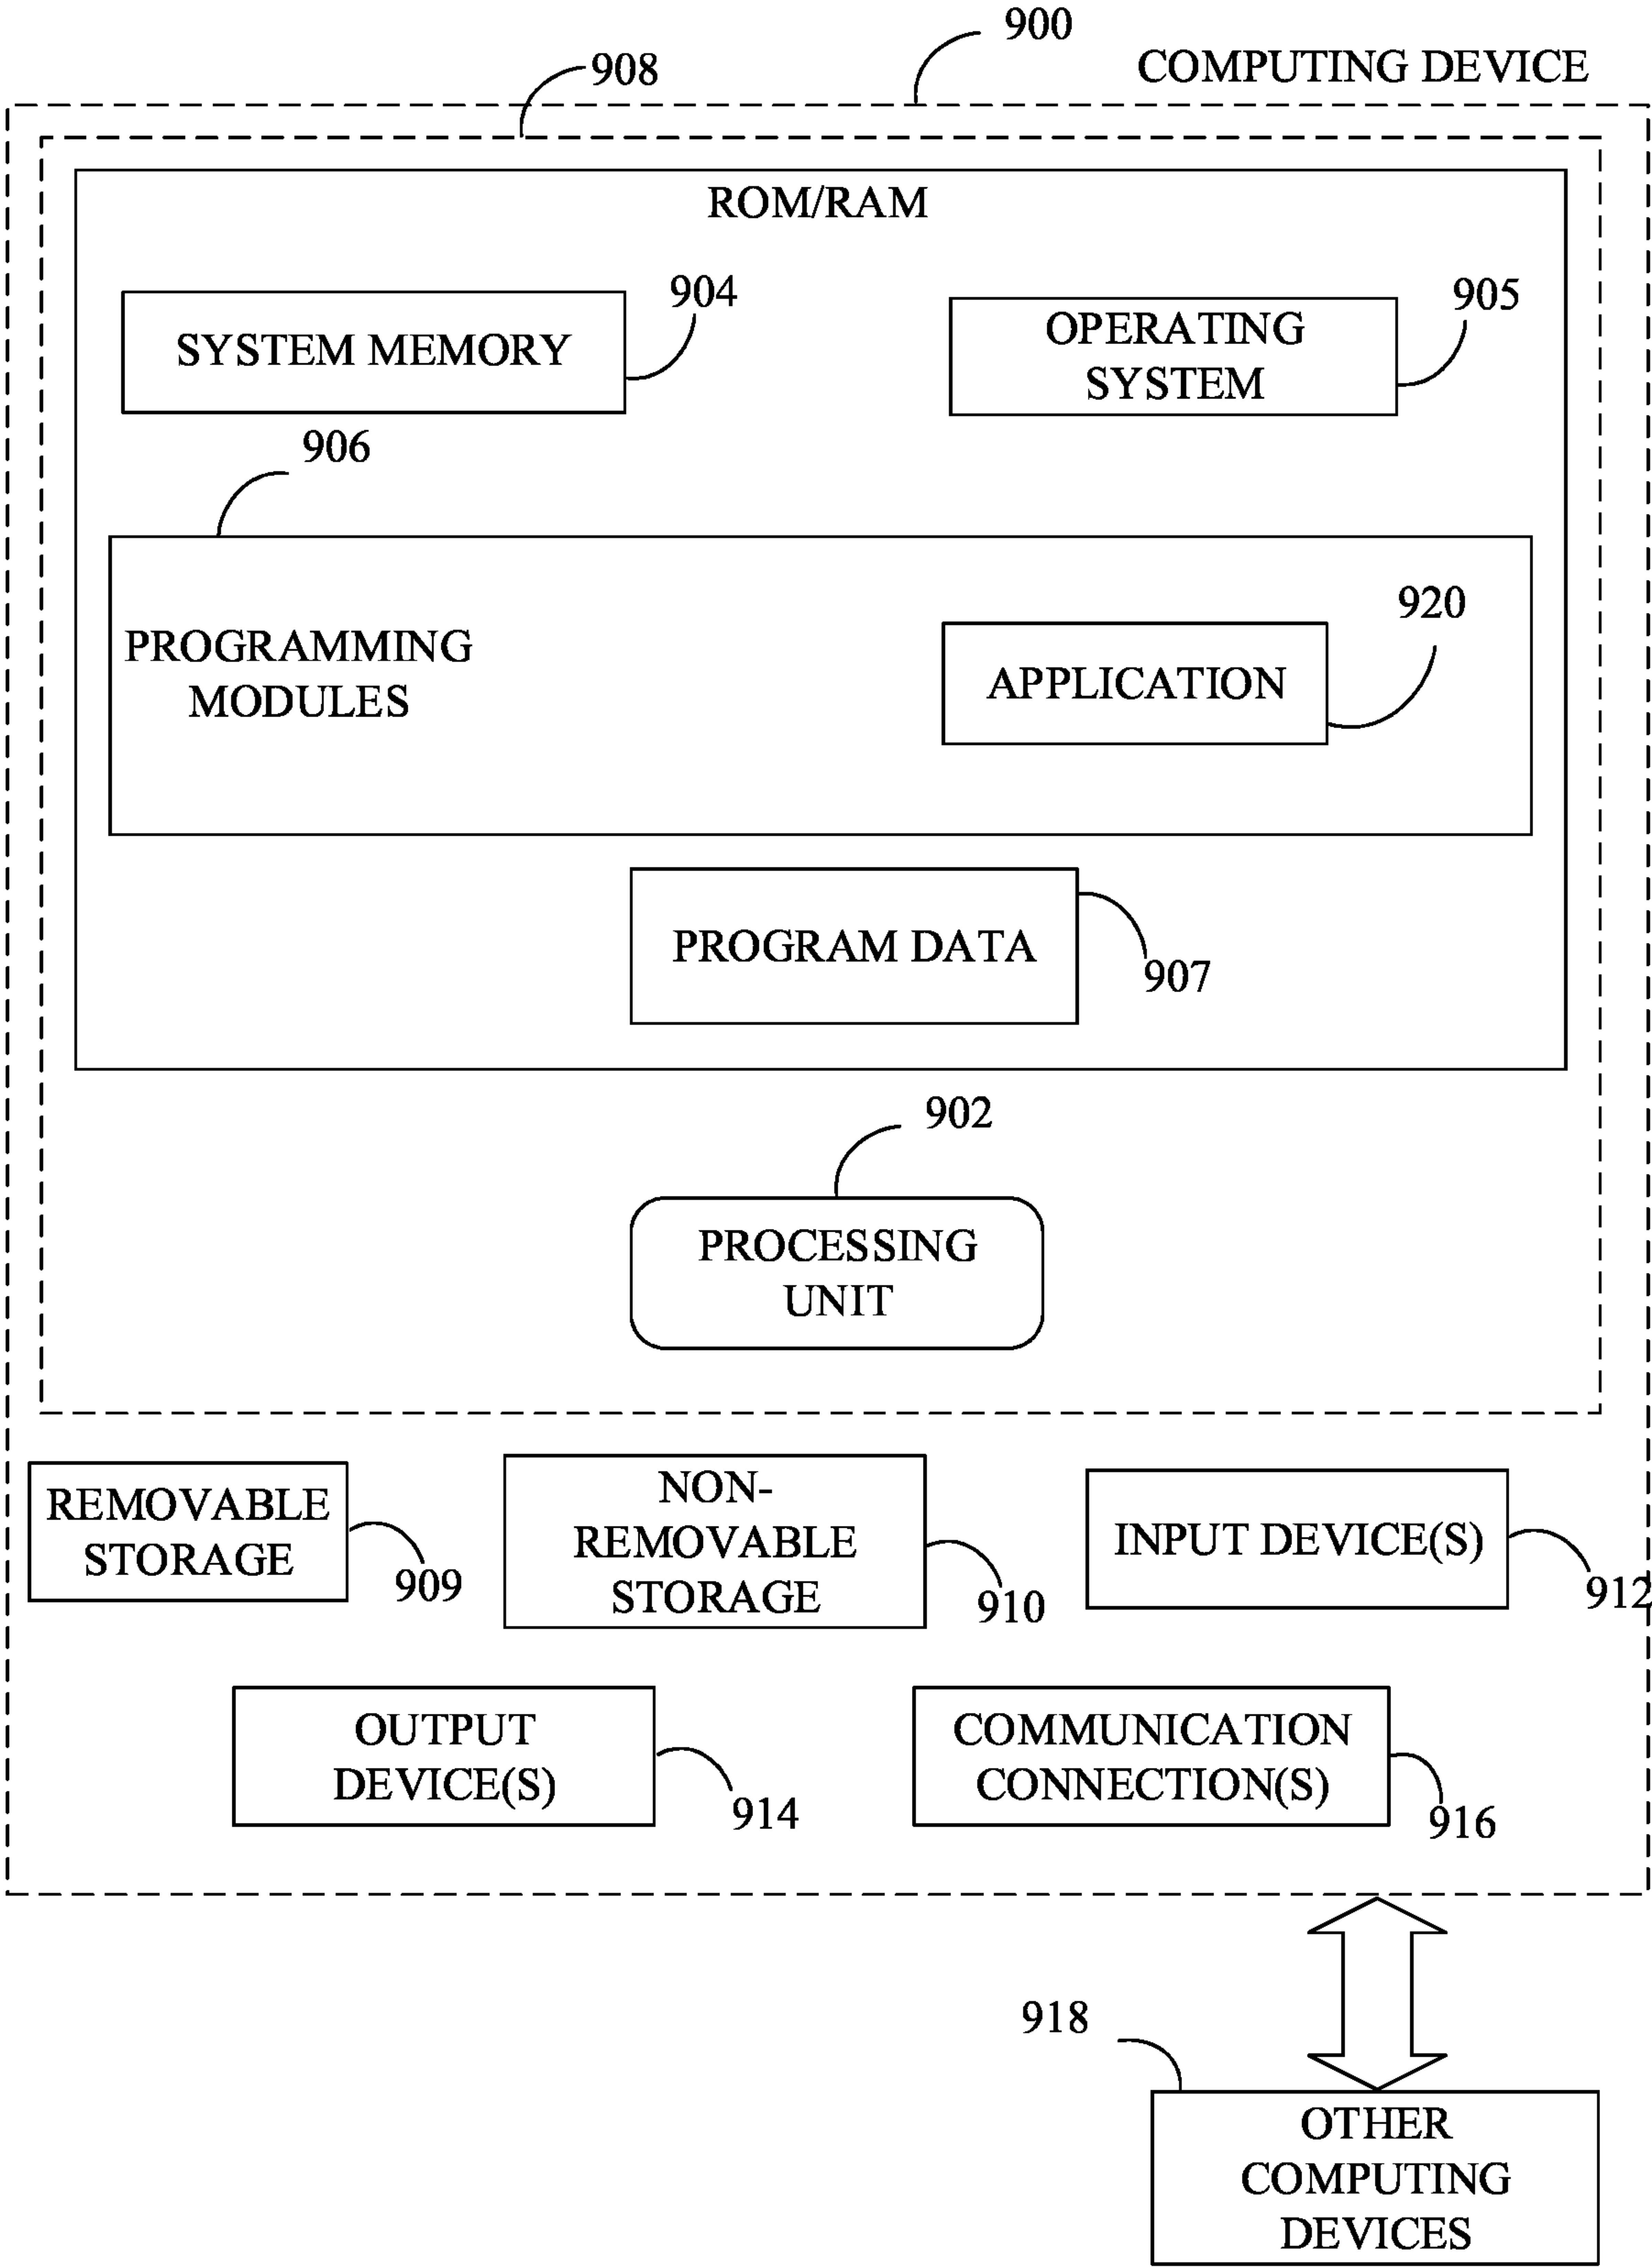 900
COMPUTING DEVICE
908
ROM/RAM
904
SYSTEM MEMORY
905
OPERATING
SYSTEM
906
PROGRAMMING
MODULES
920
APPLICATION
PROGRAM DATA
907
902
PROCESSING
UNIT
REMOVABLE
STORAGE
909
NON-
REMOVABLE
STORAGE
910
INPUT DEVICE(S)
912
OUTPUT
DEVICE(S)
914
COMMUNICATION
CONNECTION(S)
916
918
OTHER
COMPUTING
DEVICES